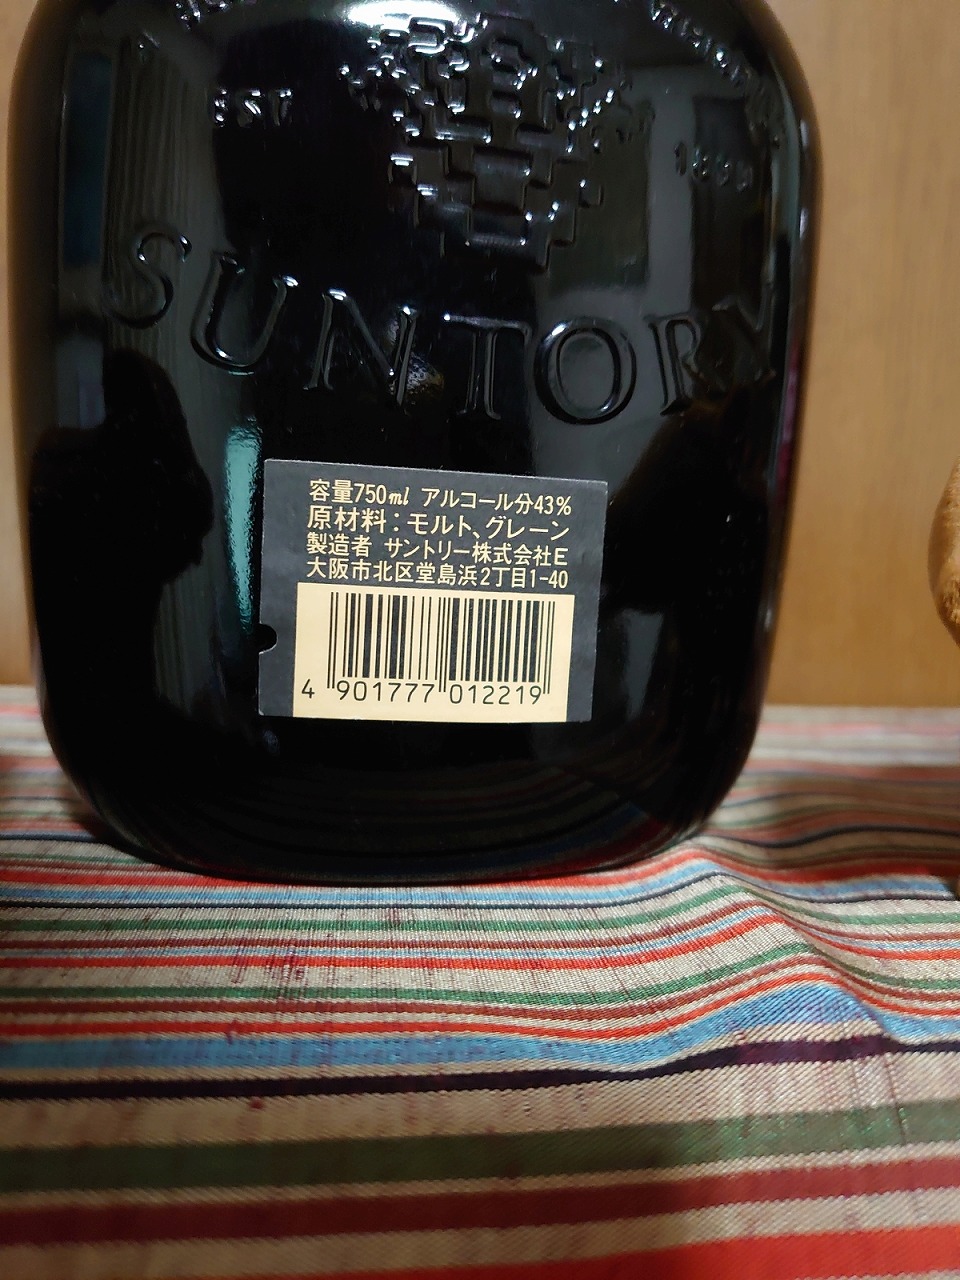 EST
1899
SUNTORY
容量750ml アルコール分43%
原材料：モルト、グレーン
製造者 サントリー株式会社E
大阪市北区堂島浜2丁目1-40
4 901777 012219